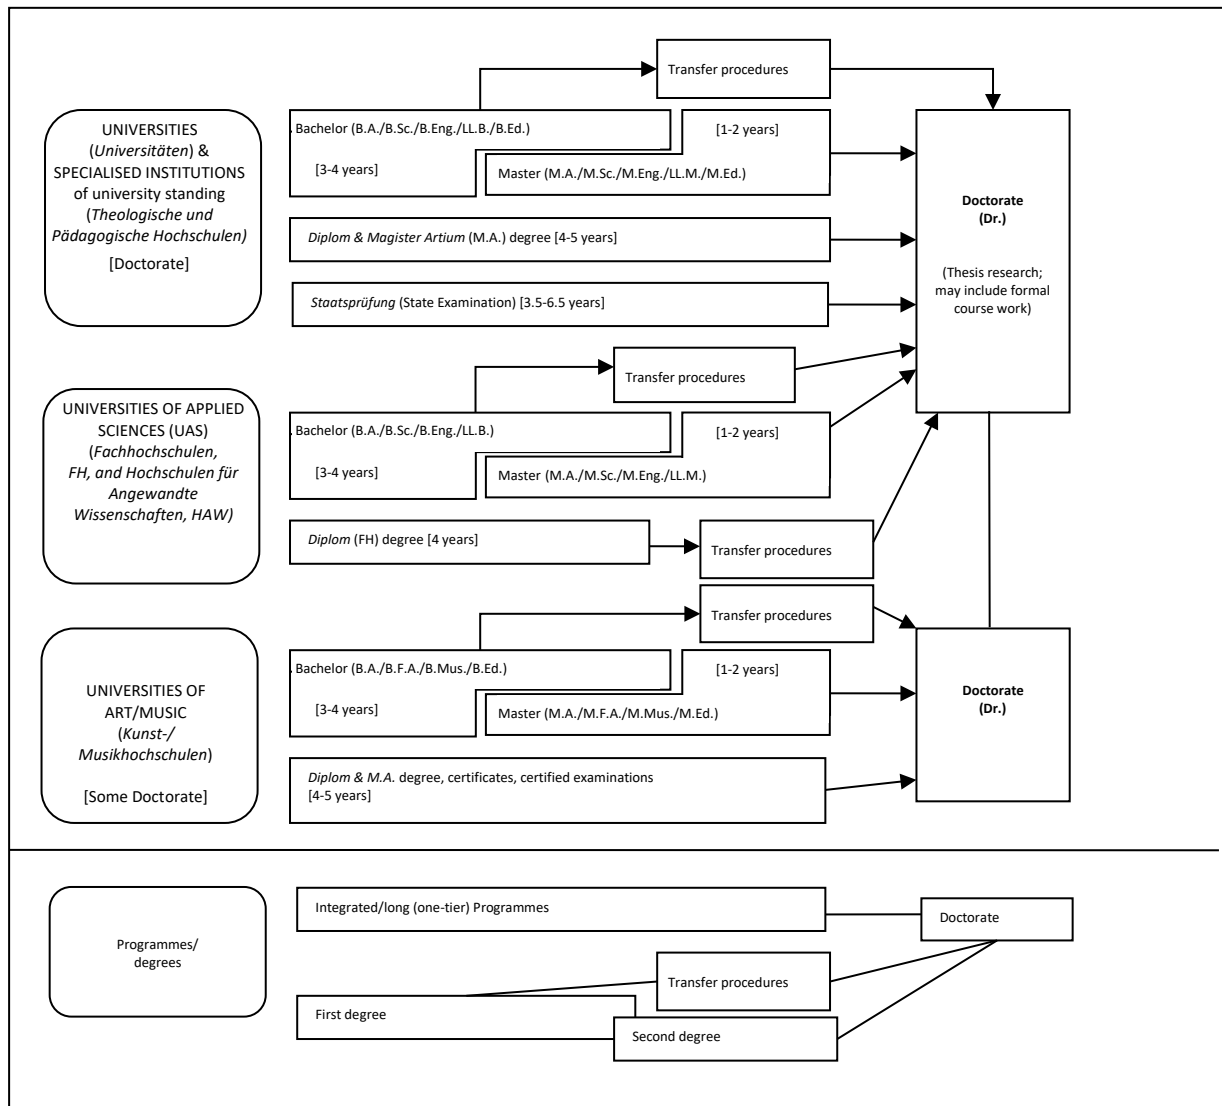 Transfer procedures
UNIVERSITIES
(Universitäten) &
SPECIALISED INSTITUTIONS
of university standing
(Theologische und
Pädagogische Hochschulen)
[Doctorate]
Bachelor (B.A./B.Sc./B.Eng./LL.B./B.Ed.)
[3-4 years]
[1-2 years]
Master (M.A./M.Sc./M.Eng./LL.M./M.Ed.)
Diplom & Magister Artium (M.A.) degree [4-5 years]
Staatsprüfung (State Examination) [3.5-6.5 years]
Doctorate
(Dr.)
(Thesis research;
may include formal
course work)
Transfer procedures
UNIVERSITIES OF APPLIED
SCIENCES (UAS)
(Fachhochschulen,
FH, and Hochschulen für
Angewandte
Wissenschaften, HAW)
Bachelor (B.A./B.Sc./B.Eng./LL.B.)
[3-4 years]
[1-2 years]
Master (M.A./M.Sc./M.Eng./LL.M.)
Diplom (FH) degree [4 years]
Transfer procedures
Transfer procedures
UNIVERSITIES OF
ART/MUSIC
(Kunst-/
Musikhochschulen)
[Some Doctorate]
Bachelor (B.A./B.F.A./B.Mus./B.Ed.)
[3-4 years]
[1-2 years]
Master (M.A./M.F.A./M.Mus./M.Ed.)
Diplom & M.A. degree, certificates, certified examinations
[4-5 years]
Doctorate
(Dr.)
Programmes/
degrees
Integrated/long (one-tier) Programmes
Doctorate
Transfer procedures
First degree
Second degree